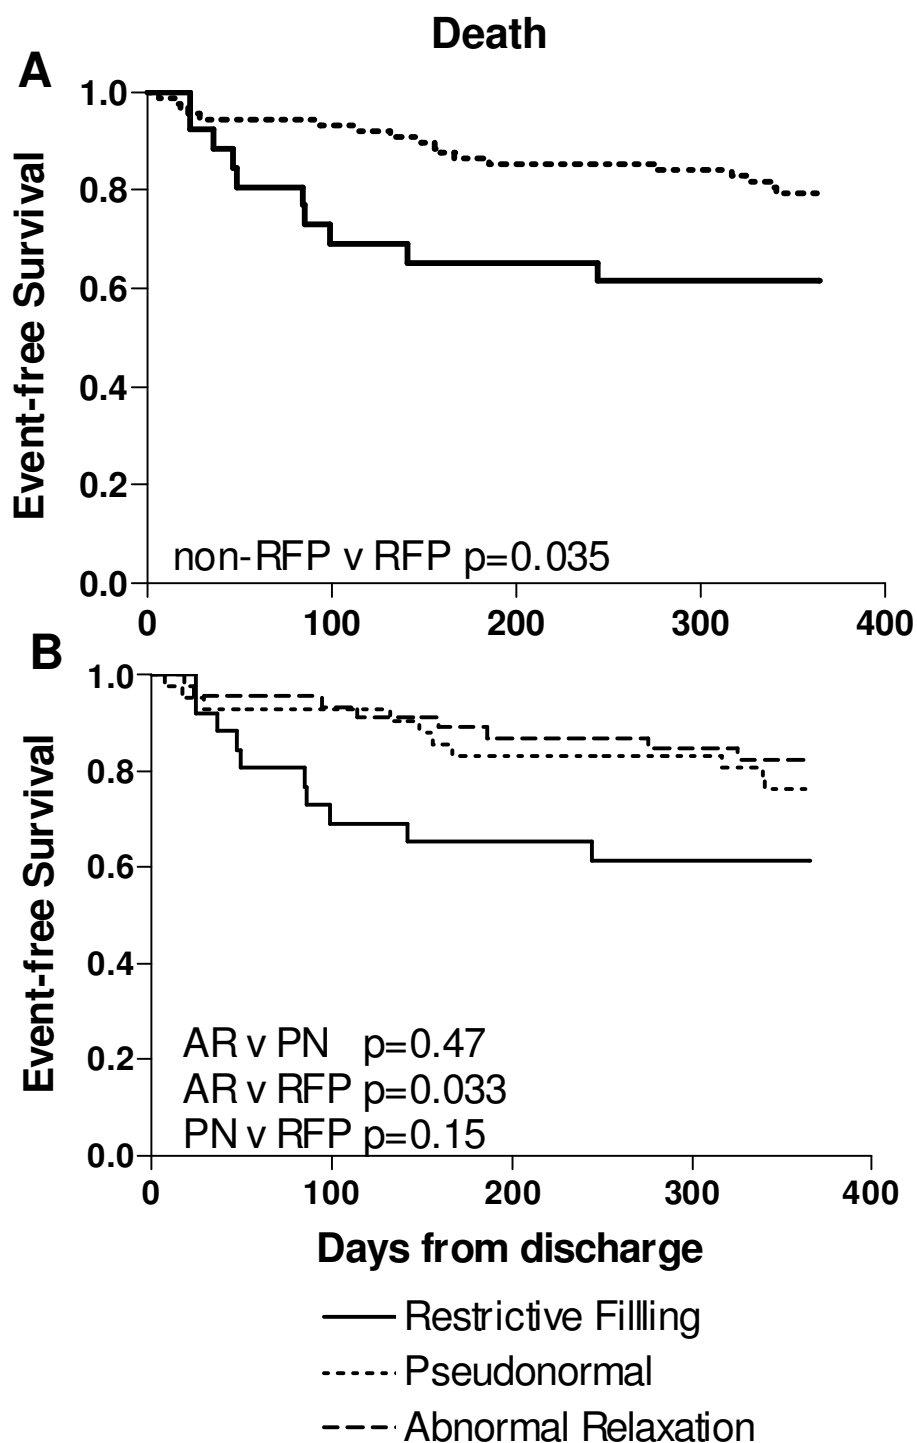 Death
A
Event-free Survival
1.0
0.8
0.6
0.4
0.2
0.0
non-RFP v RFP p=0.035
0 100 200 300 400
B
Event-free Survival
1.0
0.8
0.6
0.4
0.2
0.0
AR v PN p=0.47
AR v RFP p=0.033
PN v RFP p=0.15
0 100 200 300 400
Days from discharge
Restrictive Fillling
Pseudonormal
Abnormal Relaxation